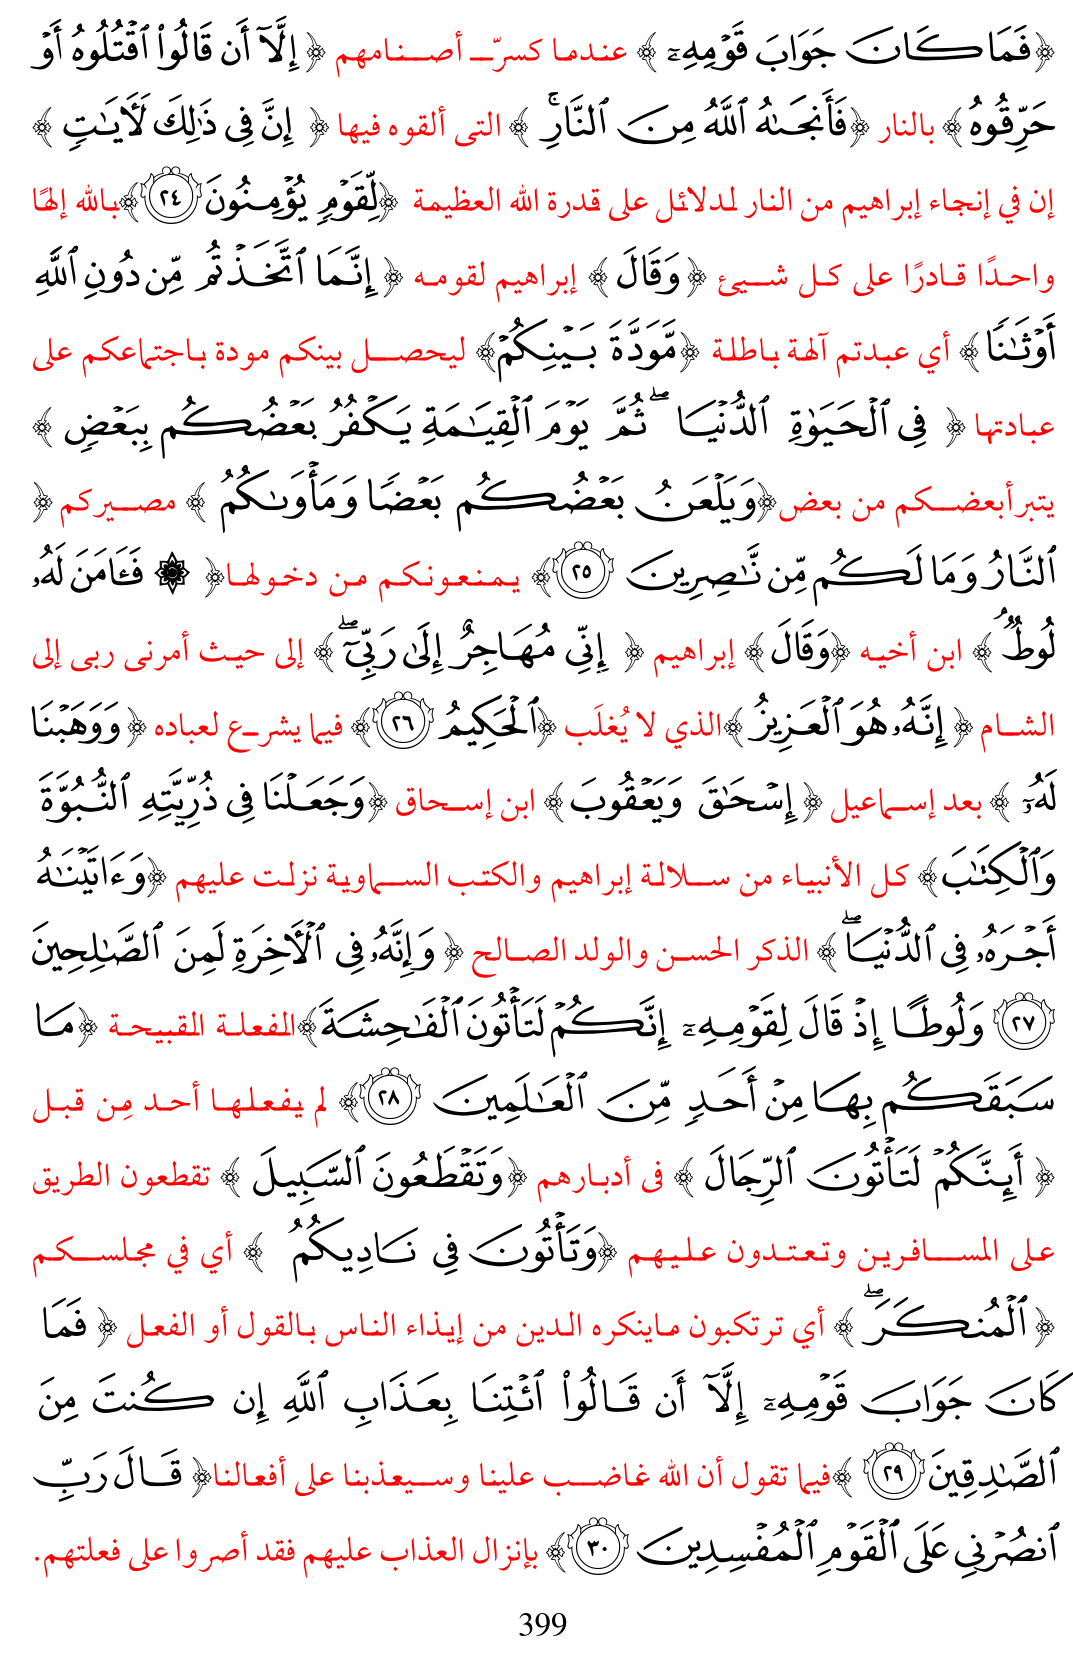 ﴿فَمَا كَانَ جَوَابَ قَوْمِهِۦٓ ﴾ عندما كسرّ أصنامهم ﴿ إِلَّآ أَن قَالُوا۟ ٱقْتُلُوهُ أَوْ
حَرِّقُوهُ﴾ بالنار ﴿فَأَنجَىٰهُ ٱللَّهُ مِنَ ٱلنَّارِ ۚ ﴾ التى ألقوه فيها ﴿ إِنَّ فِى ذَٰلِكَ لَـَٔايَـٰتٍ ﴾
إن في إنجاء إبراهيم من النار لمدلائل على قدرة الله العظيمة ﴿لِّقَوْمٍ يُؤْمِنُونَ ٢٤﴾بالله إلهًا
واحدًا قادرًا على كل شيئ ﴿ وَقَالَ ﴾ إبراهيم لقومه ﴿ إِنَّمَا ٱتَّخَذْتُم مِّن دُونِ ٱللَّهِ
أَوْثَـٰنًا ﴾ أي عبدتم آلهة باطلة ﴿مَّوَدَّةَ بَيْنِكُمْ﴾ ليحصل بينكم مودة باجتماعكم على
عبادتها ﴿ فِى ٱلْحَيَوٰةِ ٱلدُّنْيَا ۖ ثُمَّ يَوْمَ ٱلْقِيَـٰمَةِ يَكْفُرُ بَعْضُكُم بِبَعْضٍ ﴾
يتبرأبعضكم من بعض﴿وَيَلْعَنُ بَعْضُكُم بَعْضًا وَمَأْوَىٰكُمُ ﴾ مصيركم ﴿
ٱلنَّارُ وَمَا لَكُم مِّن نَّـٰصِرِينَ ٢٥﴾ يمنعونكم من دخولها﴿ ۞ فَـَٔامَنَ لَهُۥ
لُوطٌ ۘ﴾ ابن أخيه ﴿وَقَالَ ﴾ إبراهيم ﴿ إِنِّى مُهَاجِرٌ إِلَىٰ رَبِّىٓ ۖ﴾ إلى حيث أمرنى ربى إلى
الشام ﴿ إِنَّهُۥ هُوَ ٱلْعَزِيزُ ﴾الذي لا يُغلَب ﴿ٱلْحَكِيمُ ٢٦﴾ فيما يشرع لعباده ﴿ وَوَهَبْنَا
لَهُۥٓ ﴾ بعد إسماعيل ﴿ إِسْحَـٰقَ وَيَعْقُوبَ ﴾ ابن إسحاق ﴿وَجَعَلْنَا فِى ذُرِّيَّتِهِ ٱلنُّبُوَّةَ
وَٱلْكِتَـٰبَ﴾ كل الأنبياء من سلالة إبراهيم والكتب السماوية نزلت عليهم ﴿وَءَاتَيْنَـٰهُ
أَجْرَهُۥ فِى ٱلدُّنْيَا ۖ﴾ الذكر الحسن والولد الصالح ﴿ وَإِنَّهُۥ فِى ٱلْـَٔاخِرَةِ لَمِنَ ٱلصَّـٰلِحِينَ
٢٧ وَلُوطًا إِذْ قَالَ لِقَوْمِهِۦٓ إِنَّكُمْ لَتَأْتُونَ ٱلْفَـٰحِشَةَ﴾الفعلة المقبيحة ﴿ مَا
سَبَقَكُم بِهَا مِنْ أَحَدٍ مِّنَ ٱلْعَـٰلَمِينَ ٢٨ ﴾ لم يفعلها أحد مِن قبل
﴿ أَئِنَّكُمْ لَتَأْتُونَ ٱلرِّجَالَ ﴾ فى أدبارهم ﴿وَتَقْطَعُونَ ٱلسَّبِيلَ ﴾ تقطعون الطريق
على المسافرين وتعتدون عليهم ﴿وَتَأْتُونَ فِى نَادِيكُمُ ﴾ أي في مجلسكم
﴿ ٱلْمُنكَرَ ۖ ﴾ أي ترتكبون ماينكره الدين من إيذاء الناس بالقول أو الفعل ﴿ فَمَا
كَانَ جَوَابَ قَوْمِهِۦٓ إِلَّآ أَن قَالُوا۟ ٱئْتِنَا بِعَذَابِ ٱللَّهِ إِن كُنتَ مِنَ
ٱلصَّـٰدِقِينَ ٢٩ ﴾فيما تقول أن الله غاضب علينا وسيعذبنا على أفعالنا﴿ قَالَ رَبِّ
ٱنصُرْنِى عَلَى ٱلْقَوْمِ ٱلْمُفْسِدِينَ ٣٠﴾ بإنزال العذاب عليهم فقد أصروا على فعلتهم.
399